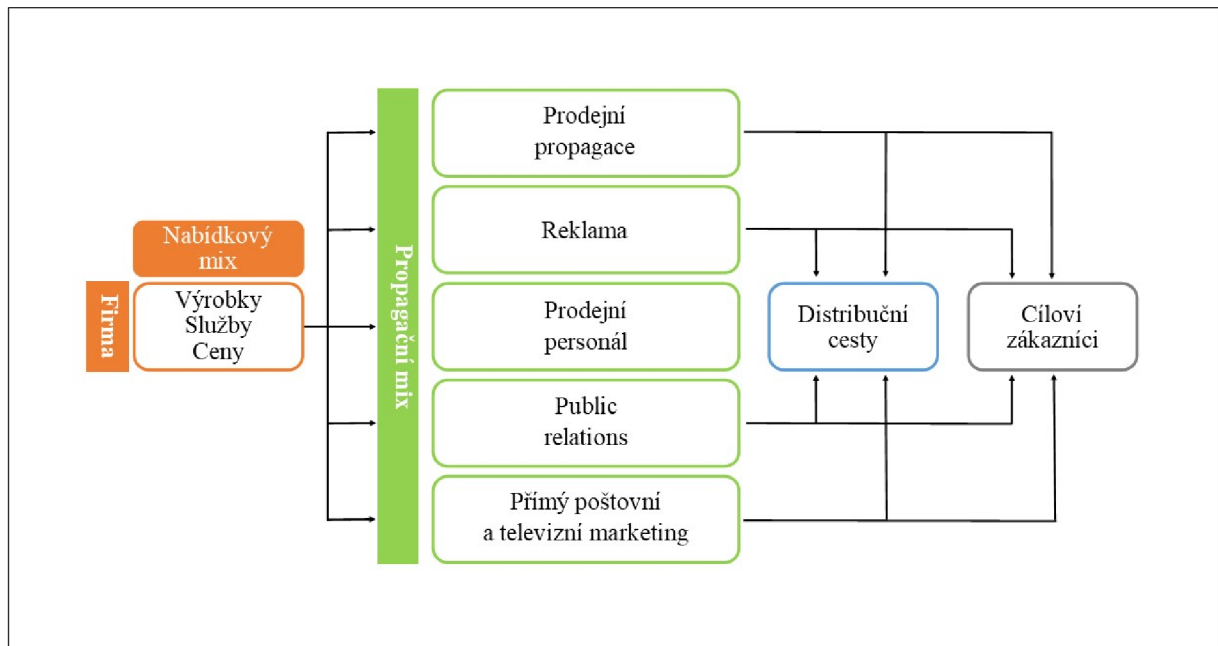 Firma
Nabídkový
mix
Výrobky
Služby
Ceny
Propagační mix
Prodejní
propagace
Reklama
Prodejní
personál
Public
relations
Přímý poštovní
a televizní marketing
Distribuční
cesty
Cíloví
zákazníci